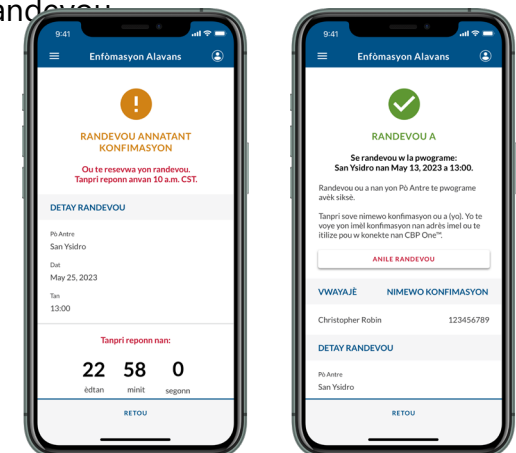 andevou
9:41
Enfòmasyon Alavans
RANDEVOU ANNATANT
KONFIMASYON
Ou te resevwa yon randevou.
Tanpri reponn anvan 10 a.m. CST.
DETAY RANDEVOU
Pò Antre
San Ysidro
Dat
May 25, 2023
Tan
13:00
Tanpri reponn nan:
22 58 0
èdtan minit segonn
RETOU
9:41
Enfòmasyon Alavans
RANDEVOU A
Se randevou w la pwograme:
San Ysidro nan May 13, 2023 a 13:00.
Randevou ou a nan yon Pò Antre te pwograme
avèk siksè.
Tanpri sove nimewo konfimasyon ou a (yo). Yo te
voye yon imèl konfimasyon nan adrès imel ou te
itilize pou w konekte nan CBP One™.
ANILE RANDEVOU
VWAYAJÈ NIMEWO KONFIMASYON
Christopher Robin 123456789
DETAY RANDEVOU
Pò Antre
San Ysidro
RETOU